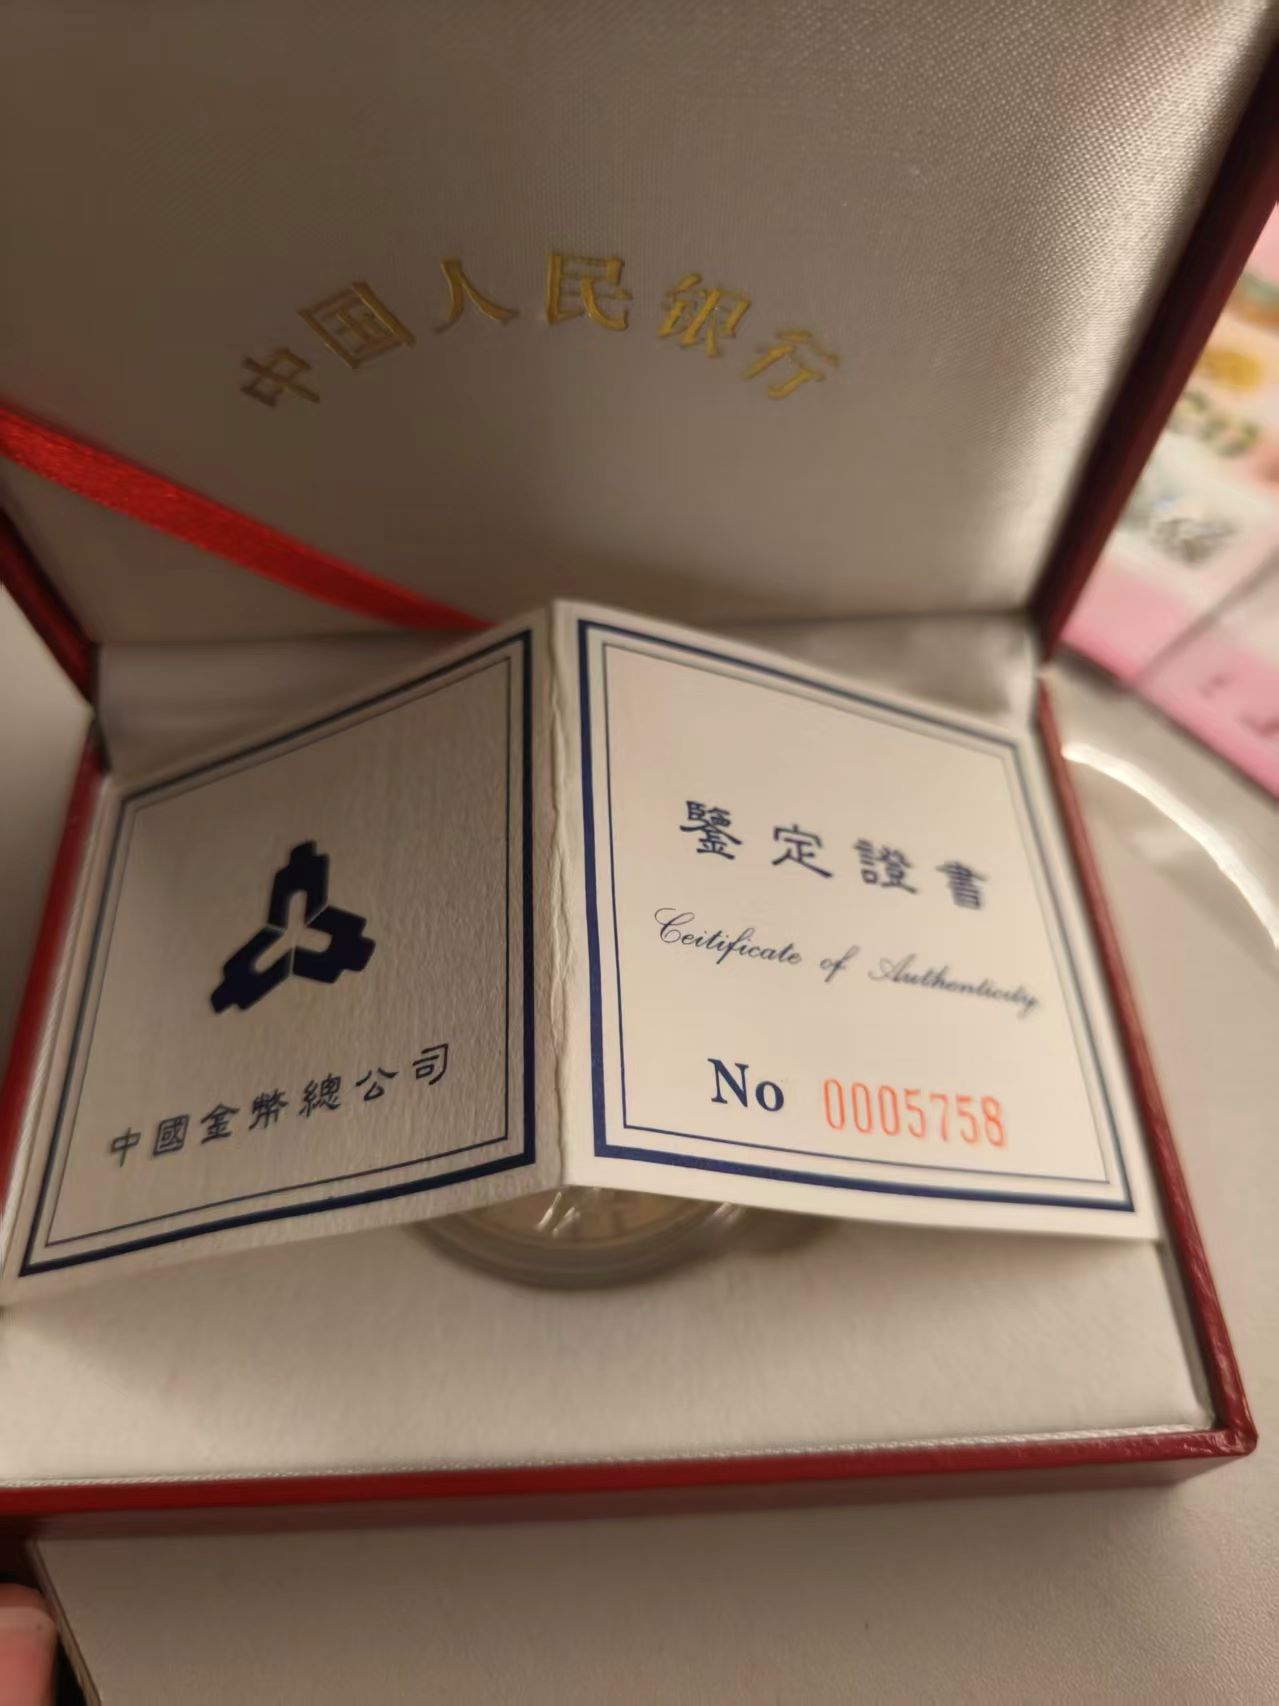 中国人民银行
中國金幣總公司
鑒定證書
Ceitificate of Authenticity
No 0005758